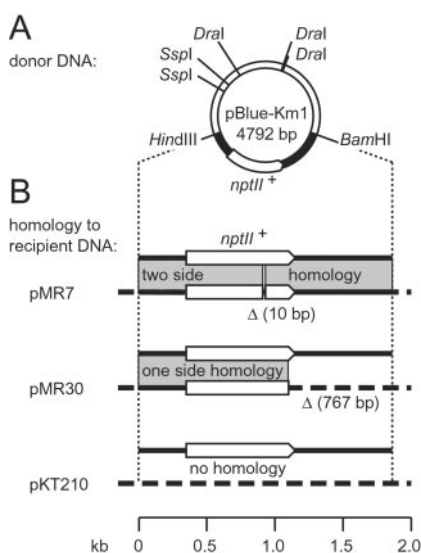 A
donor DNA:
DraI
SspI
SspI
DraI
DraI
pBlue-Km1
4792 bp
HindIII
BamHI
nptII +
B
homology to
recipient DNA:
nptII +
two side homology
pMR7
Δ (10 bp)
one side homology
pMR30
Δ (767 bp)
no homology
pKT210
kb 0 0.5 1.0 1.5 2.0